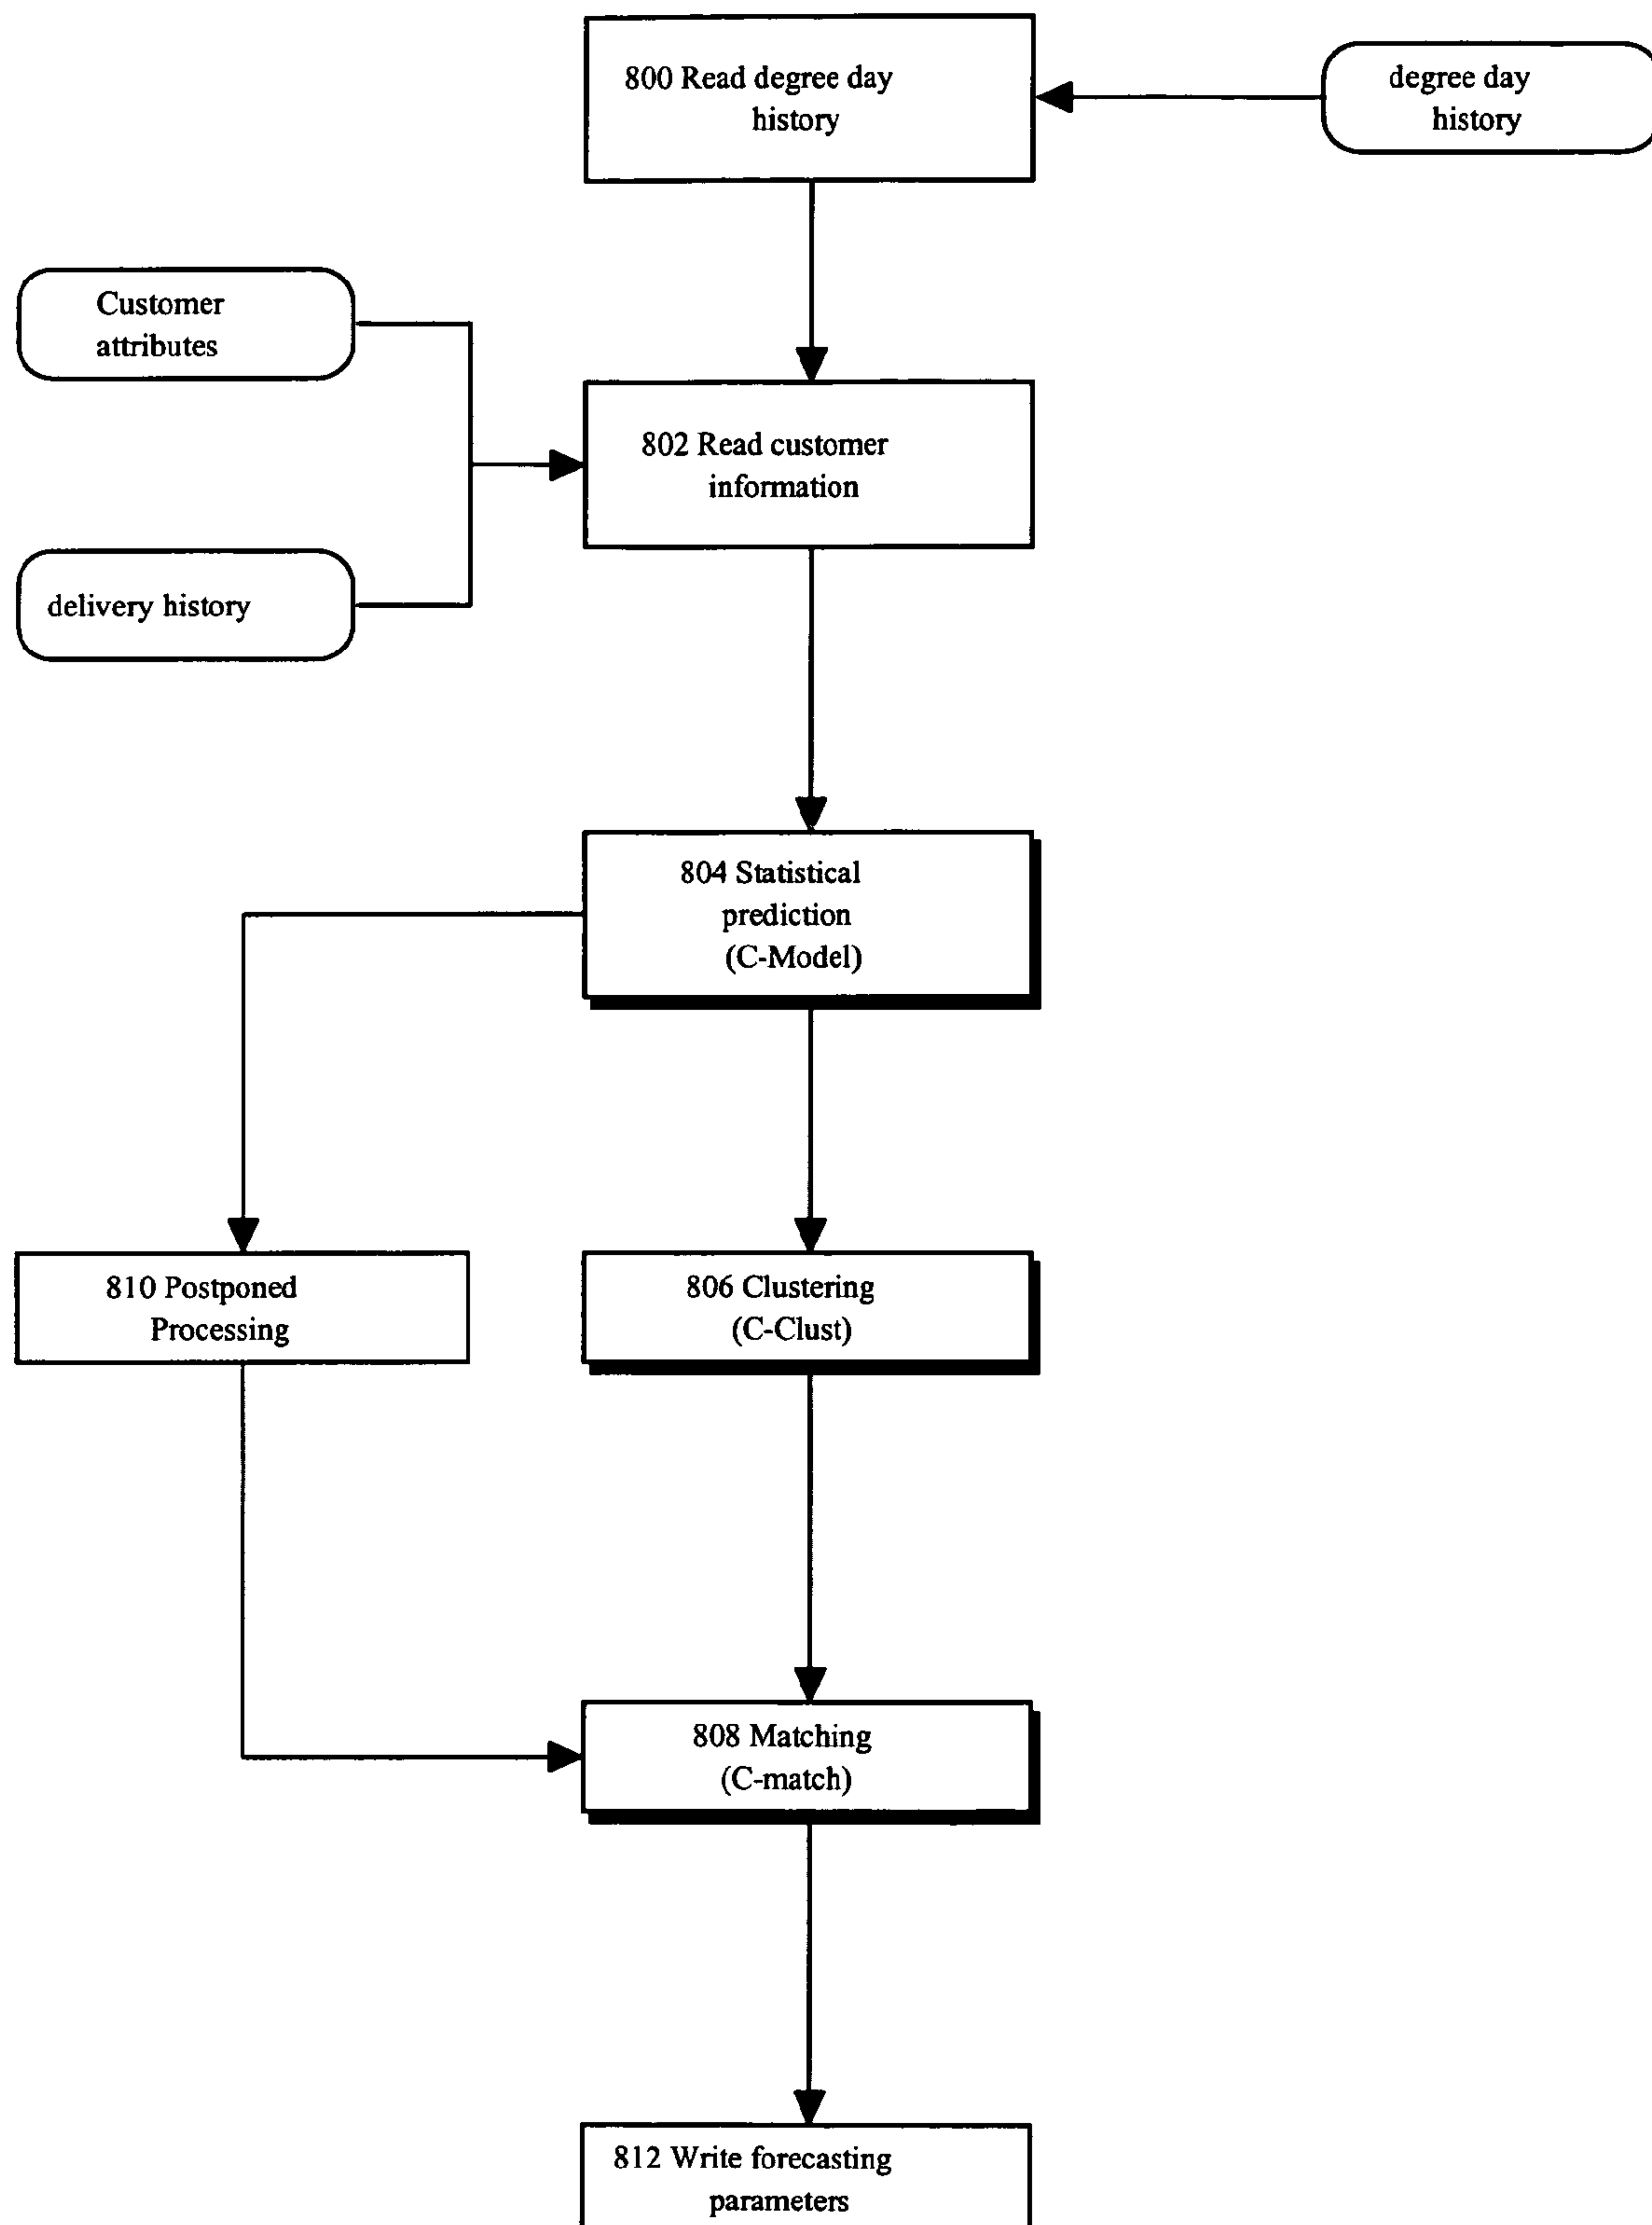 800 Read degree day
history
degree day
history
Customer
attributes
802 Read customer
information
delivery history
804 Statistical
prediction
(C-Model)
810 Postponed
Processing
806 Clustering
(C-Clust)
808 Matching
(C-match)
812 Write forecasting
parameters